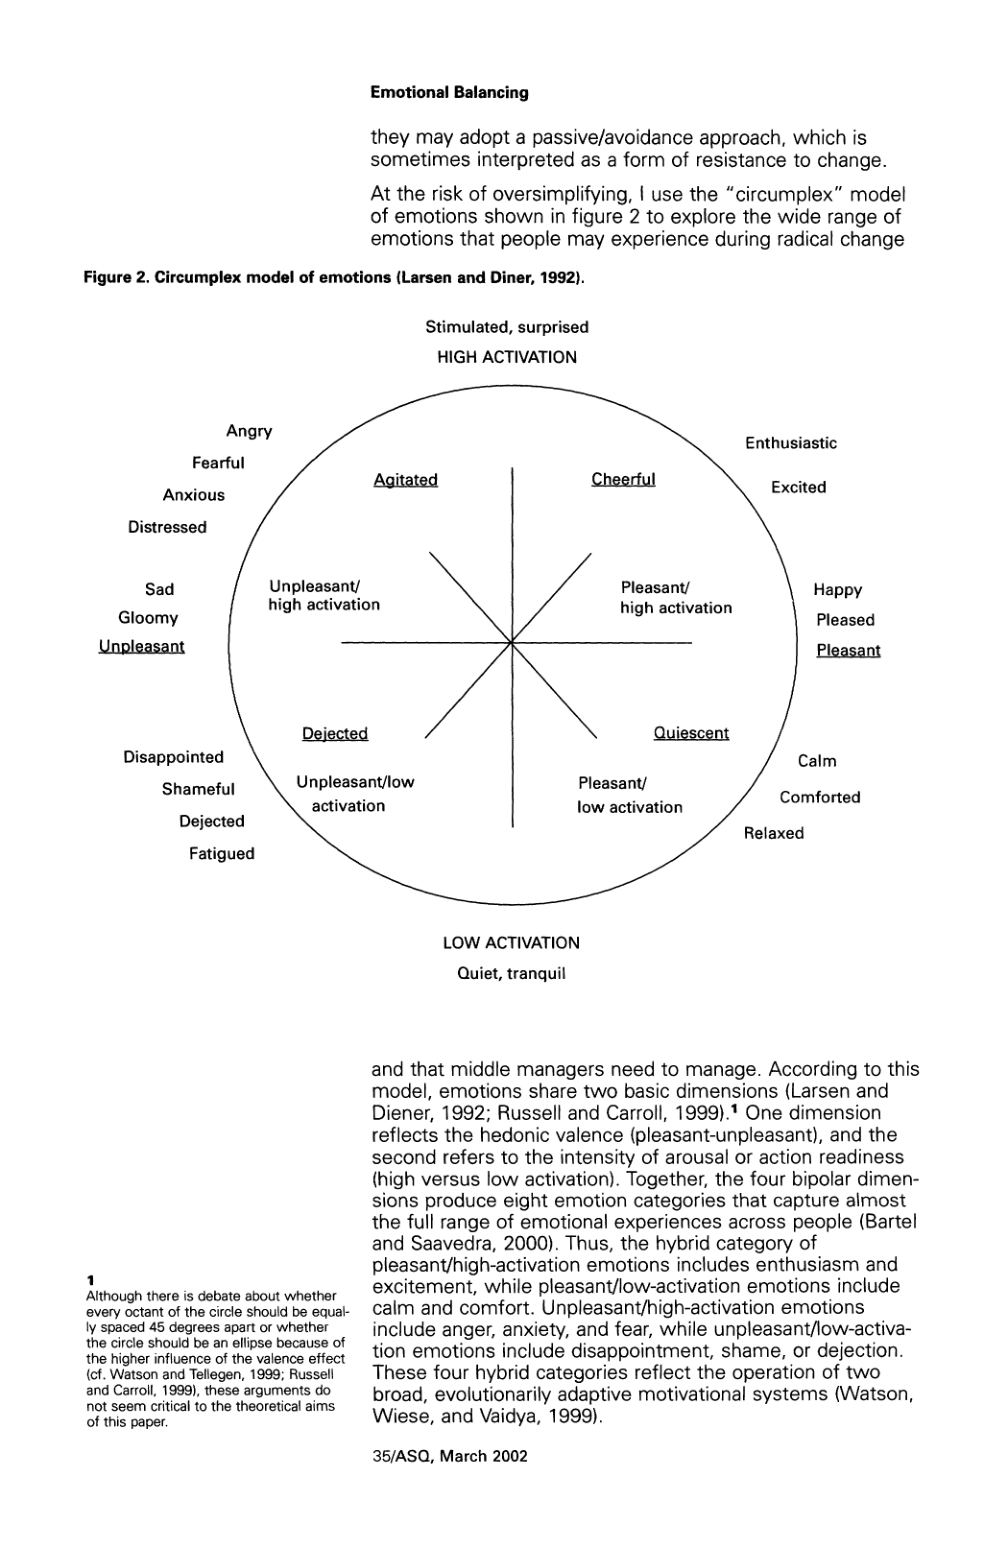 Emotional Balancing
they may adopt a passive/avoidance approach, which is
sometimes interpreted as a form of resistance to change.
At the risk of oversimplifying, I use the "circumplex" model
of emotions shown in figure 2 to explore the wide range of
emotions that people may experience during radical change
Figure 2. Circumplex model of emotions (Larsen and Diner, 1992).
Stimulated, surprised
HIGH ACTIVATION
Angry
Fearful
Anxious
Distressed
Agitated
Cheerful
Enthusiastic
Excited
Sad
Gloomy
Unpleasant
Unpleasant/
high activation
Pleasant/
high activation
Happy
Pleased
Pleasant
Dejected
Quiescent
Disappointed
Shameful
Dejected
Fatigued
Unpleasant/low
activation
Pleasant/
low activation
Calm
Comforted
Relaxed
LOW ACTIVATION
Quiet, tranquil
and that middle managers need to manage. According to this
model, emotions share two basic dimensions (Larsen and
Diener, 1992; Russell and Carroll, 1999).1 One dimension
reflects the hedonic valence (pleasant-unpleasant), and the
second refers to the intensity of arousal or action readiness
(high versus low activation). Together, the four bipolar dimen-
sions produce eight emotion categories that capture almost
the full range of emotional experiences across people (Bartel
and Saavedra, 2000). Thus, the hybrid category of
pleasant/high-activation emotions includes enthusiasm and
excitement, while pleasant/low-activation emotions include
calm and comfort. Unpleasant/high-activation emotions
include anger, anxiety, and fear, while unpleasant/low-activa-
tion emotions include disappointment, shame, or dejection.
These four hybrid categories reflect the operation of two
broad, evolutionarily adaptive motivational systems (Watson,
Wiese, and Vaidya, 1999).
1
Although there is debate about whether
every octant of the circle should be equal-
ly spaced 45 degrees apart or whether
the circle should be an ellipse because of
the higher influence of the valence effect
(cf. Watson and Tellegen, 1999; Russell
and Carroll, 1999), these arguments do
not seem critical to the theoretical aims
of this paper.
35/ASQ, March 2002